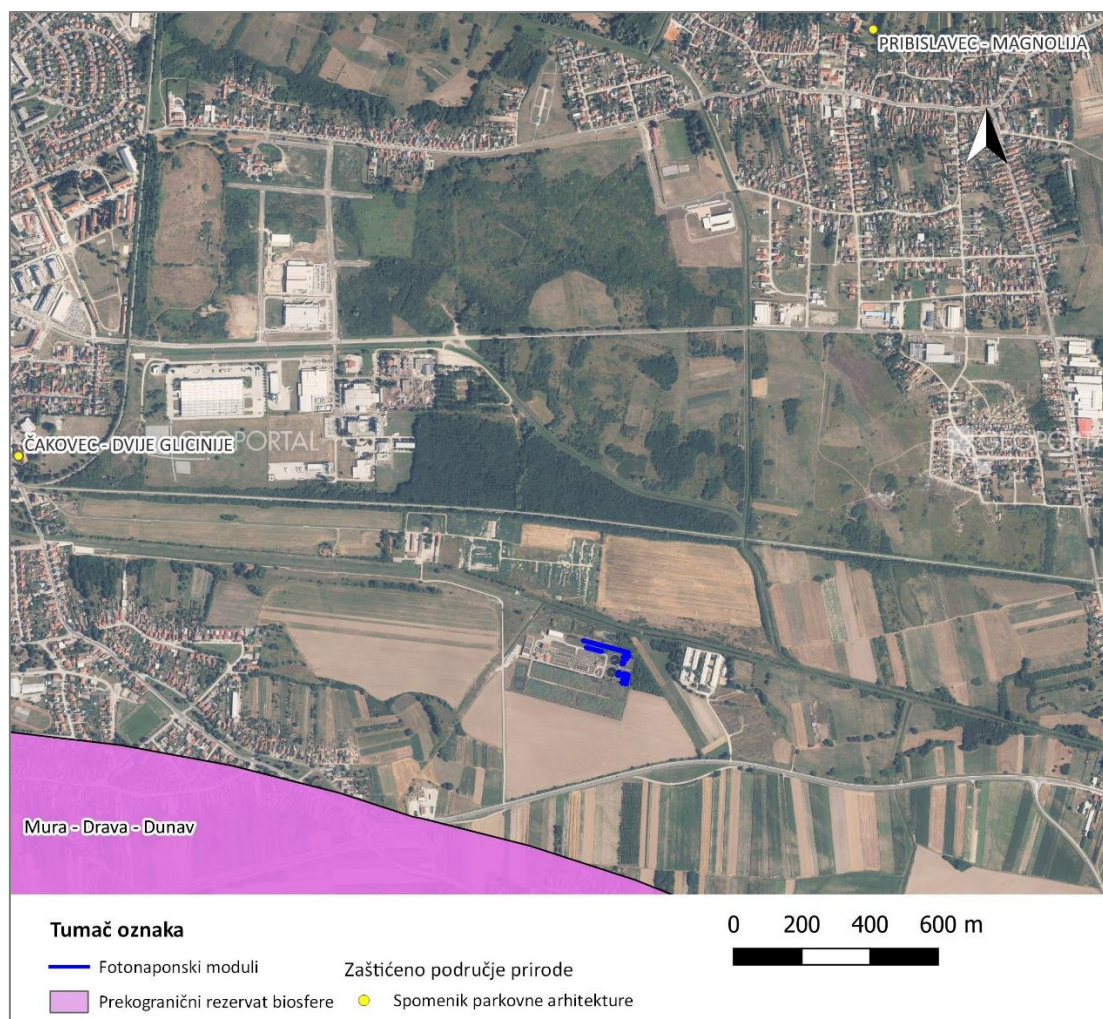 PRIBISLAVEC - MAGNOLIJA
ČAKOVEC - DVIJE GLICINIJE
GEOPORTAL
GEOPORTAL
Mura - Drava - Dunav
Tumač oznaka
Fotonaponski moduli
Prekogranični rezervat biosfere
Zaštićeno područje prirode
Spomenik parkovne arhitekture
0 200 400 600 m